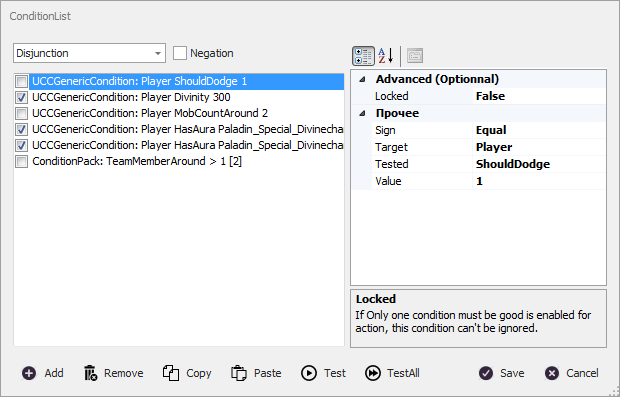 ConditionList
Disjunction
Negation
UCCGenericCondition: Player ShouldDodge 1
UCCGenericCondition: Player Divinity 300
UCCGenericCondition: Player MobCountAround 2
UCCGenericCondition: Player HasAura Paladin_Special_Divinecha
UCCGenericCondition: Player HasAura Paladin_Special_Divinecha
ConditionPack: TeamMemberAround > 1 [2]
Advanced (Optionnal)
Locked False
Прочее
Sign Equal
Target Player
Tested ShouldDodge
Value 1
Locked
If Only one condition must be good is enabled for
action, this condition can't be ignored.
Add Remove Copy Paste Test TestAll Save Cancel